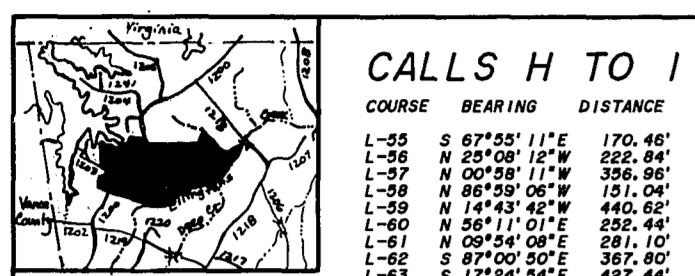 Virginia
1208
1200
1241
1204
1207
Vance
County
1202
1220
1218
1217
CALLS H TO I
COURSE BEARING DISTANCE
L-55 S 67°55'11"E 170.46'
L-56 N 25°08'12"W 222.84'
L-57 N 00°58'11"W 356.96'
L-58 N 86°59'06"W 151.04'
L-59 N 14°43'42"W 440.62'
L-60 N 56°11'01"E 252.44'
L-61 N 09°54'08"E 281.10'
L-62 S 87°00'50"E 367.80'